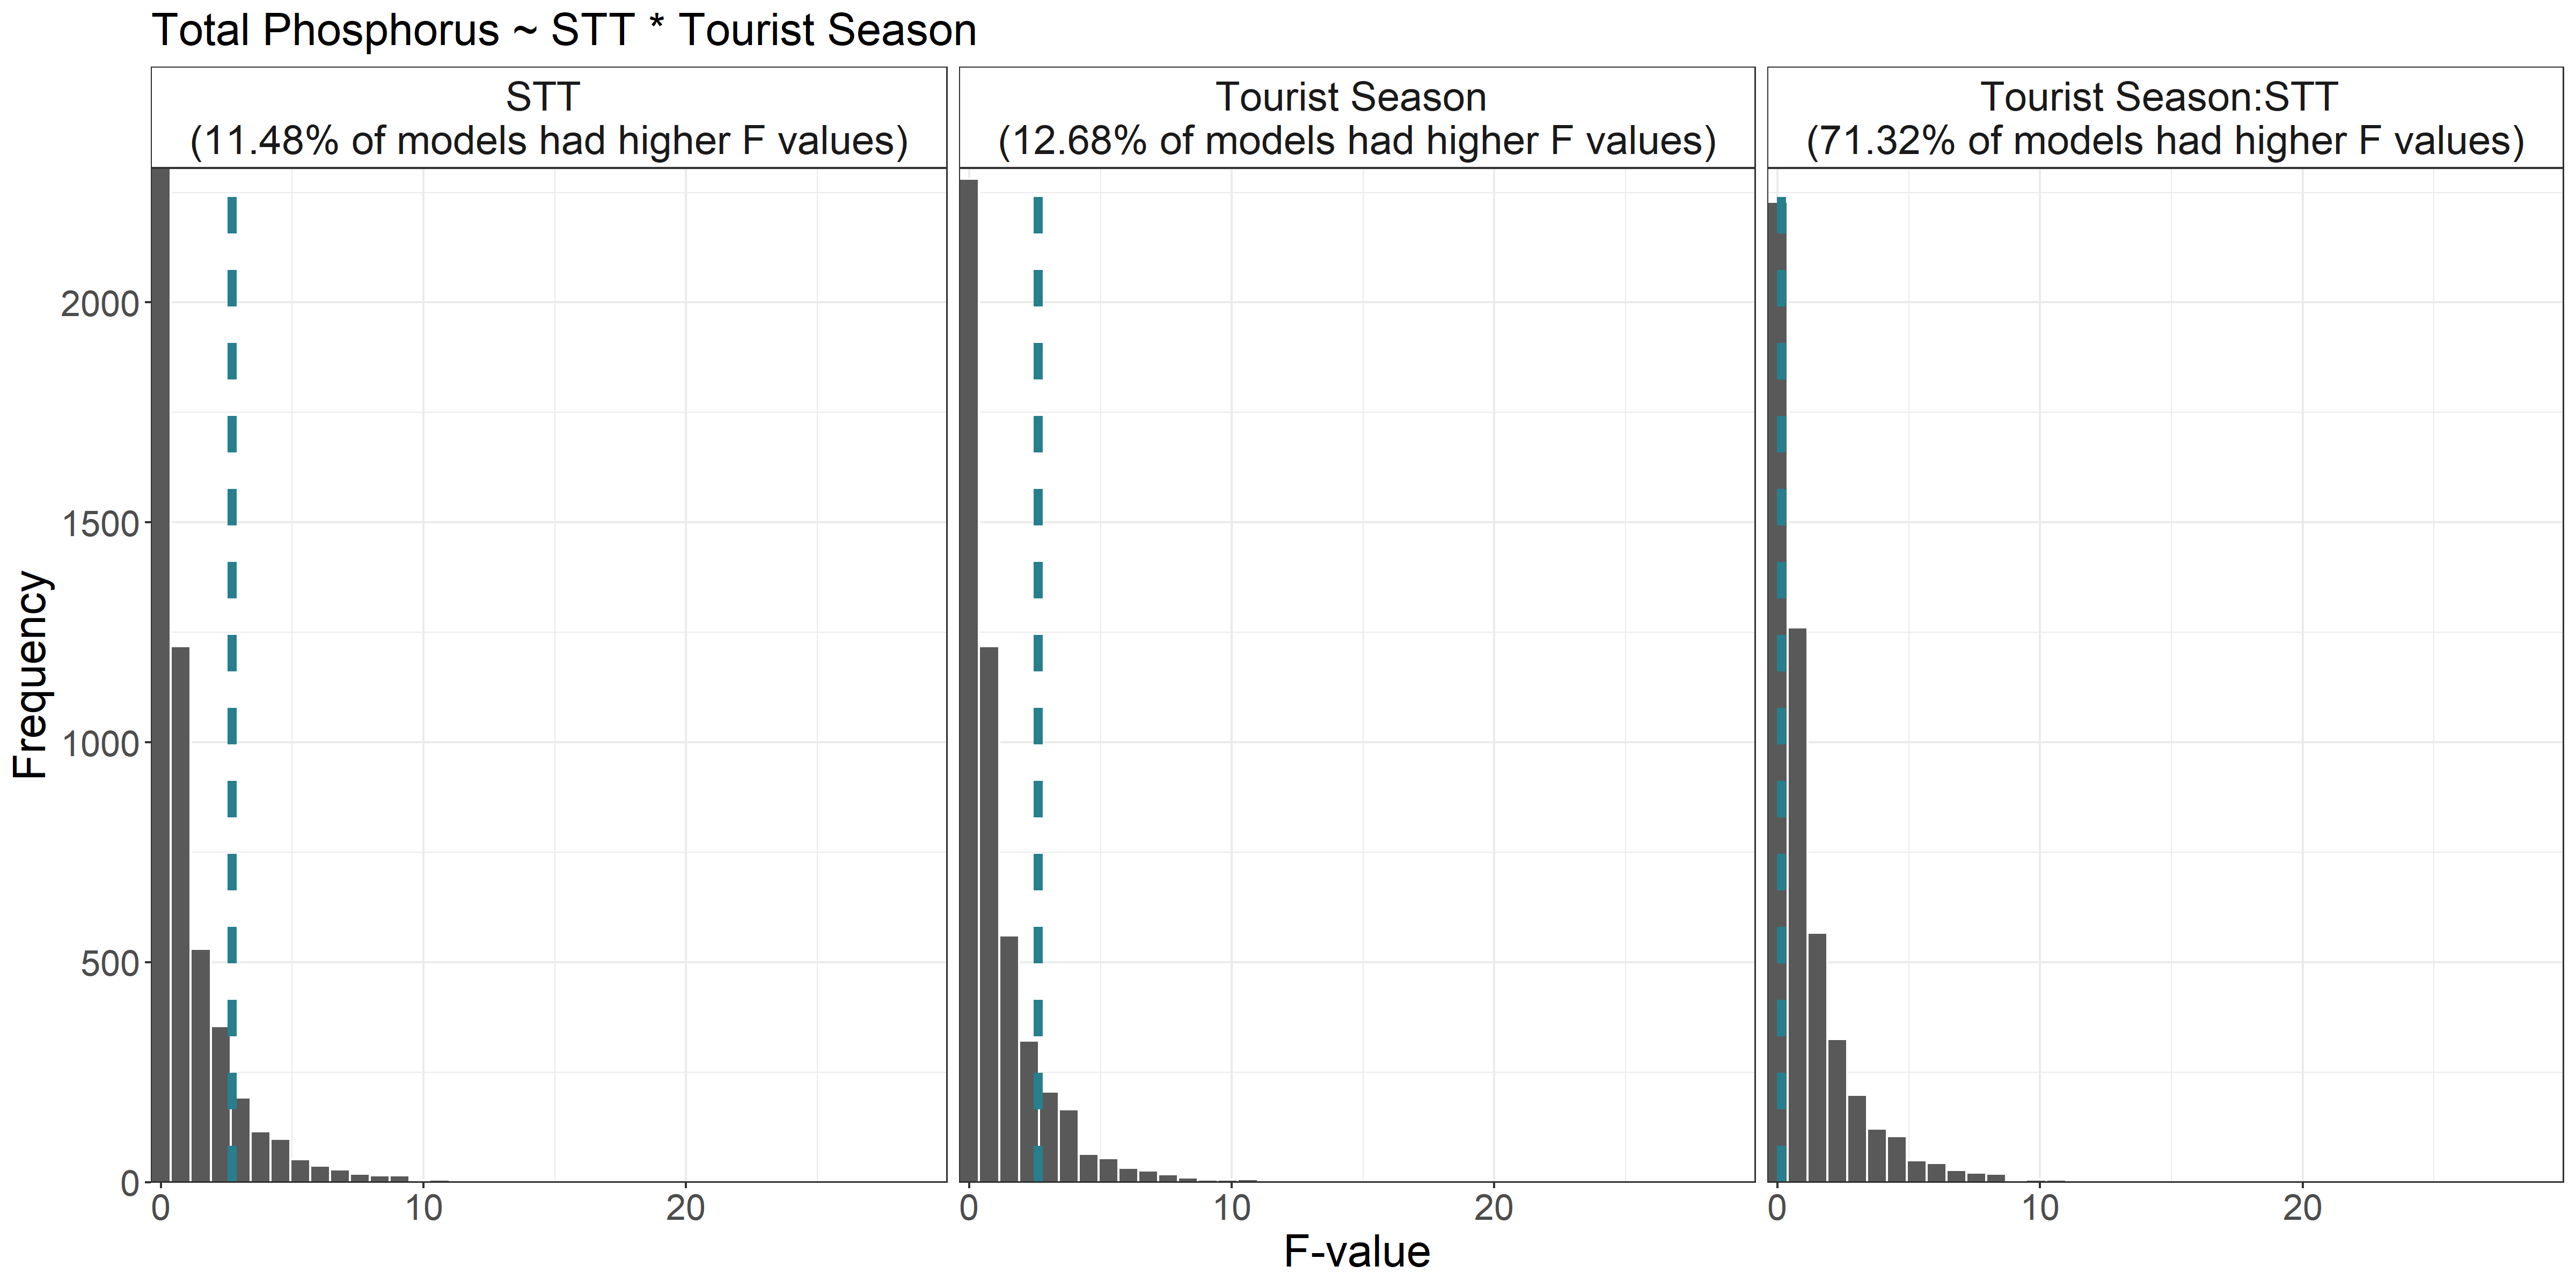 Total Phosphorus ~ STT * Tourist Season
STT
(11.48% of models had higher F values)
Tourist Season
(12.68% of models had higher F values)
Tourist Season:STT
(71.32% of models had higher F values)
Frequency
2000
1500
1000
500
0
0 10 20
0 10 20
0 10 20
F-value